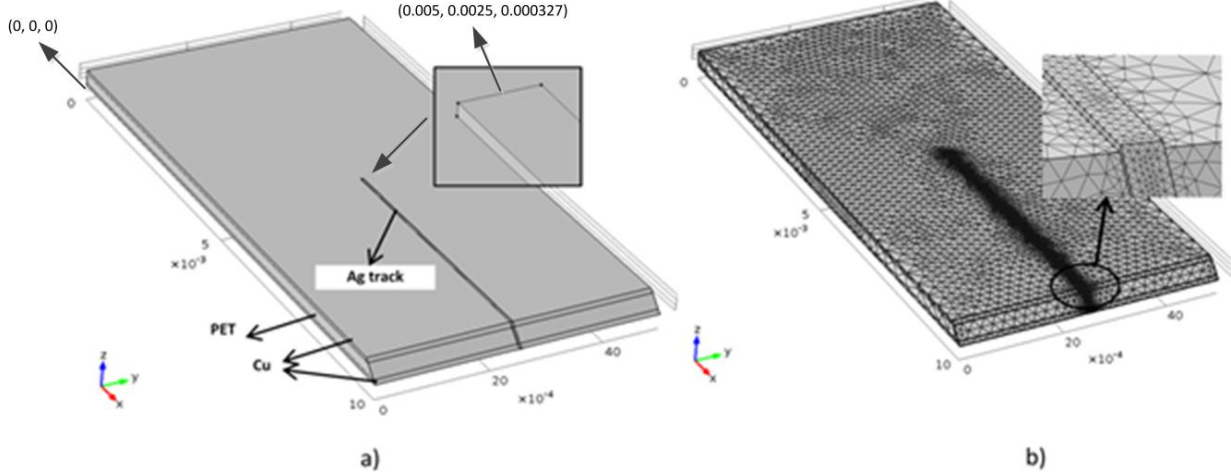 (0, 0, 0)
(0.005, 0.0025, 0.000327)
0
5
×10⁻³
Ag track
PET
Cu
z
y
x
10
0
20
×10⁻⁴
40
a)
0
5
×10⁻³
z
y
x
10
0
20
×10⁻⁴
40
b)